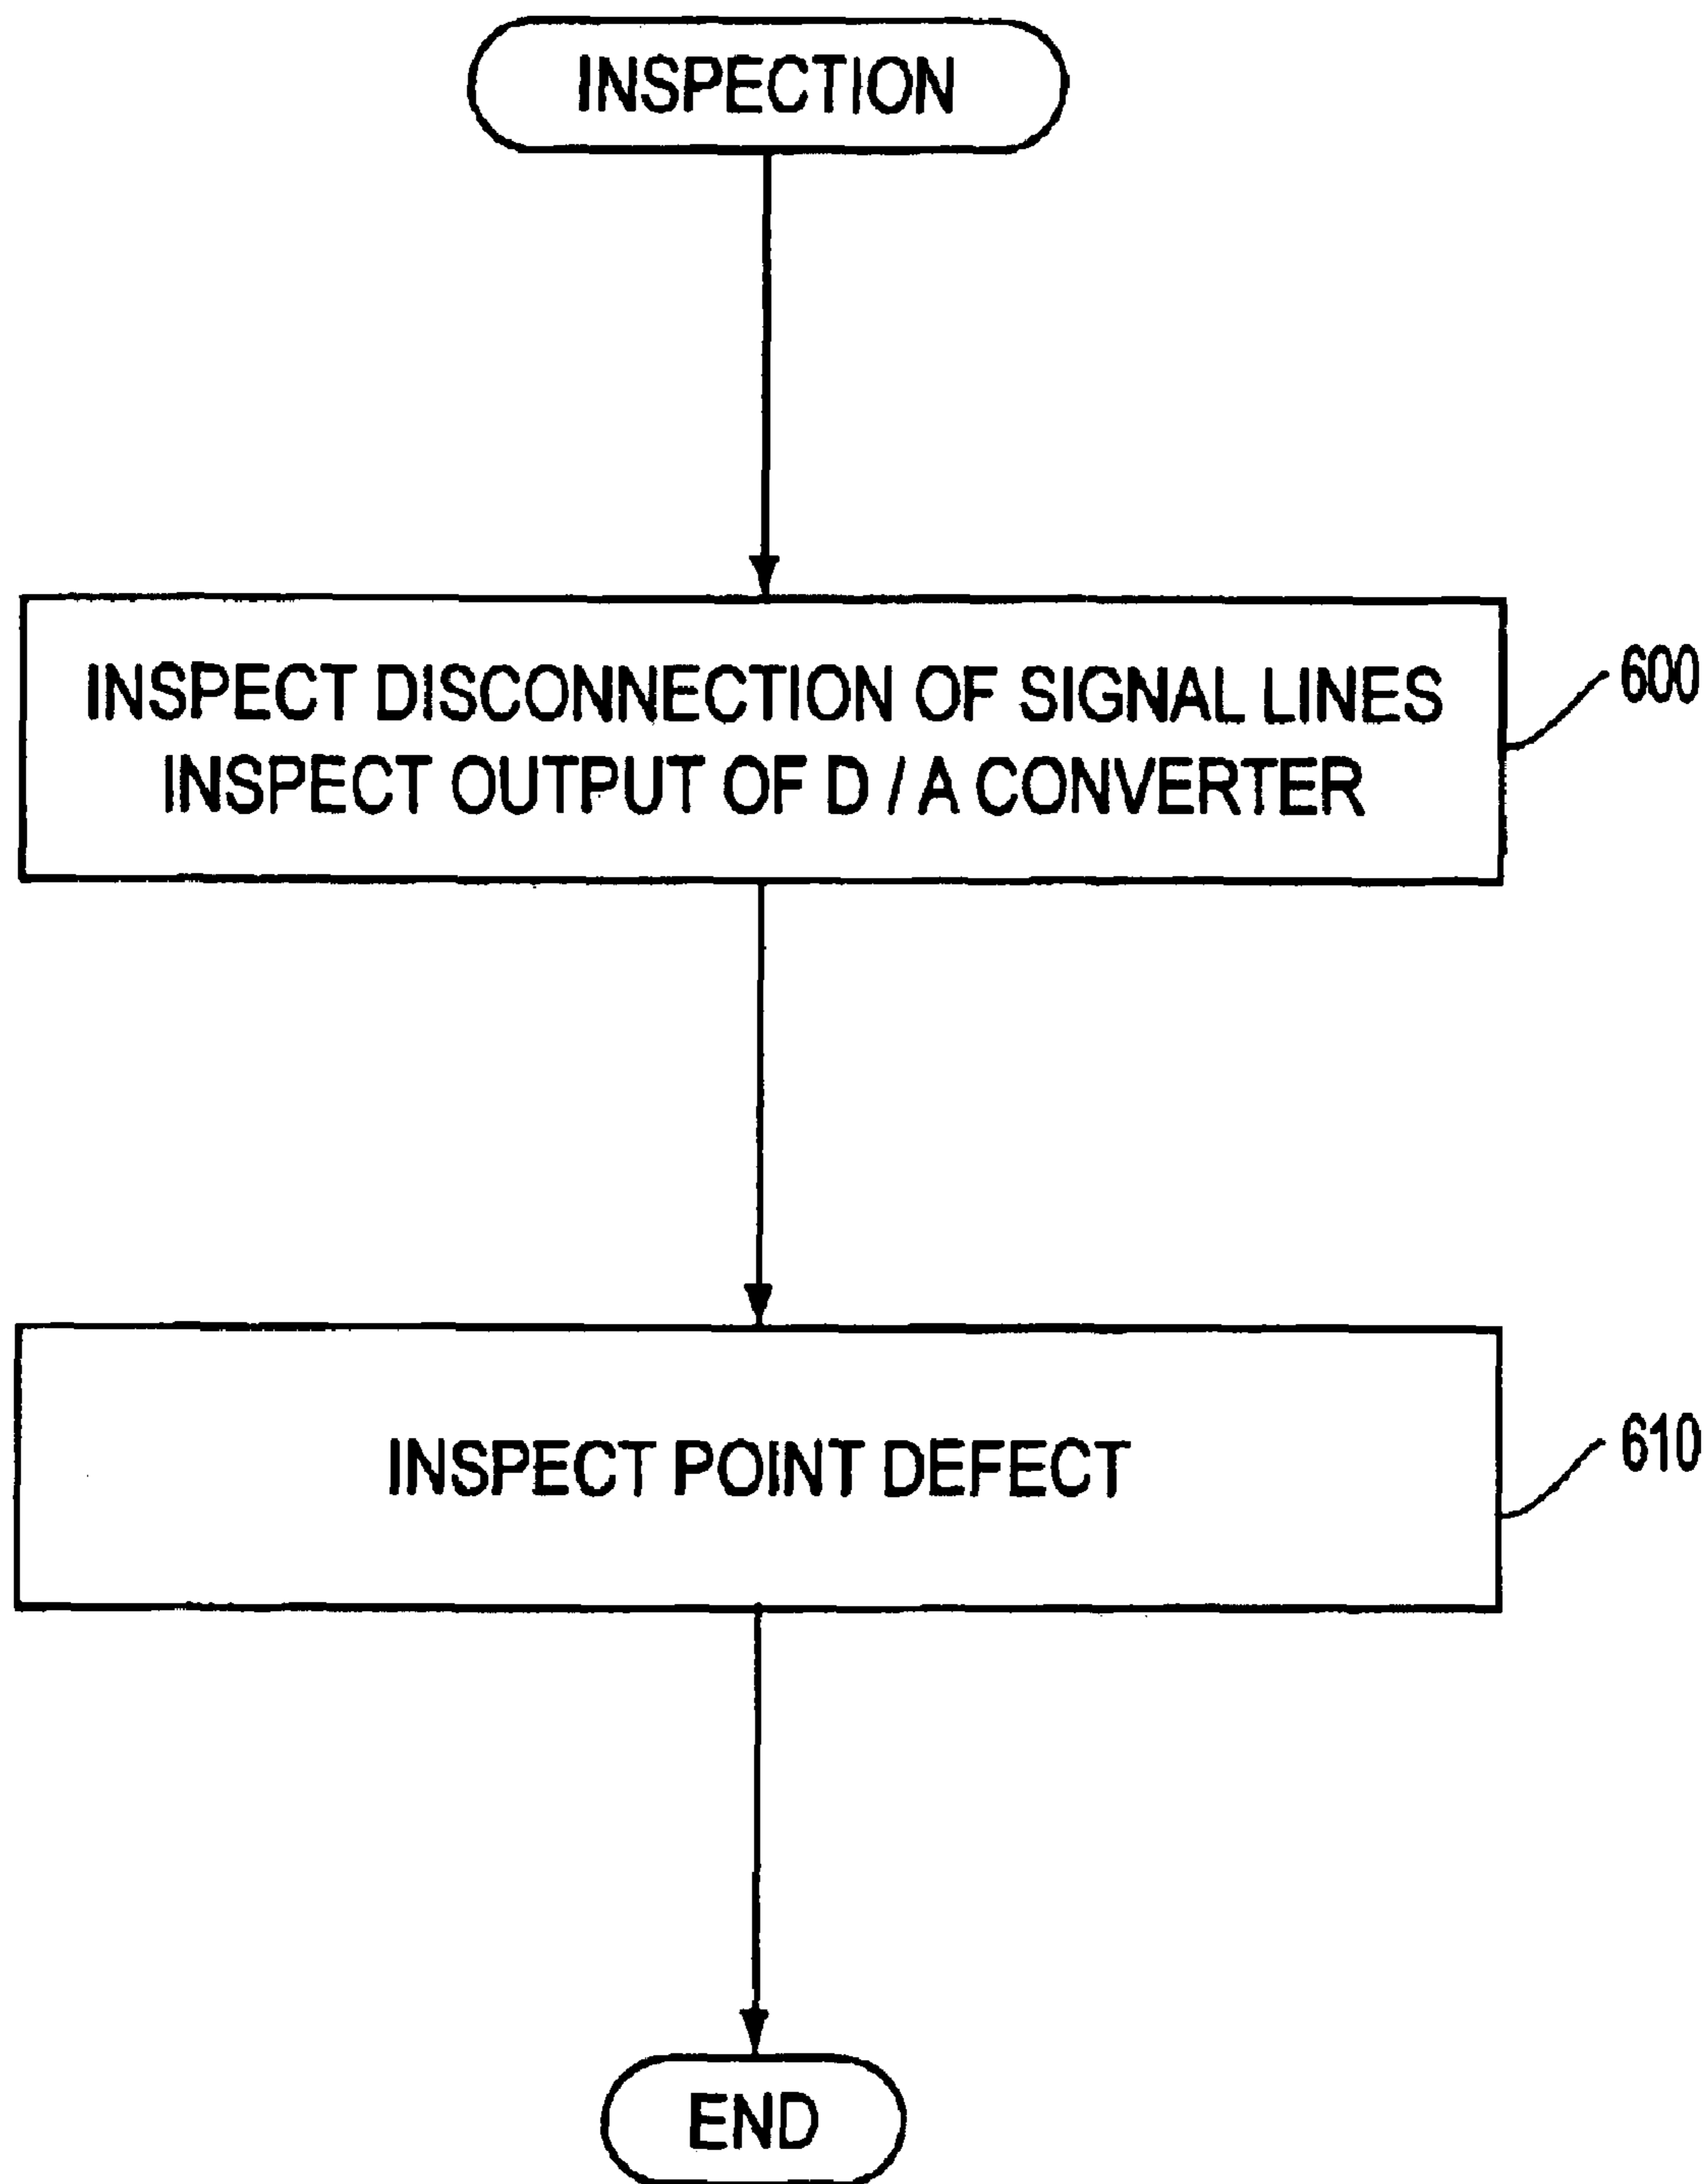 INSPECTION
INSPECT DISCONNECTION OF SIGNAL LINES
INSPECT OUTPUT OF D / A CONVERTER
600
INSPECT POINT DEFECT
610
END